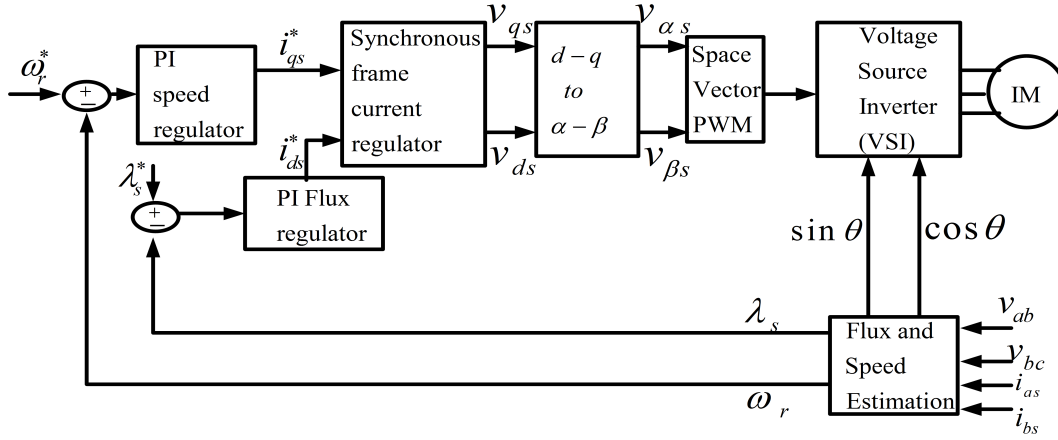 ω*r
+
−
PI
speed
regulator
i*qs
i*ds
λ*s
+
−
PI Flux
regulator
Synchronous
frame
current
regulator
vqs
vds
d − q
to
α − β
vαs
vβs
Space
Vector
PWM
Voltage
Source
Inverter
(VSI)
IM
sin θ
cos θ
λs
ωr
Flux and
Speed
Estimation
vab
vbc
ias
ibs